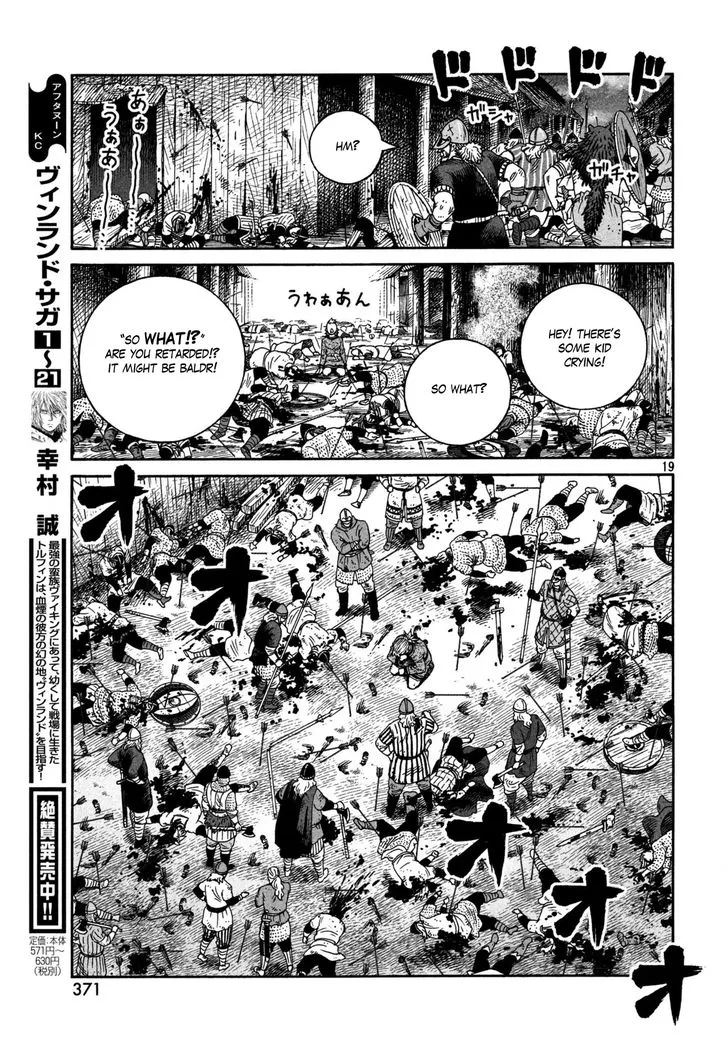 ド ド ド ド
ガシャ
ガチャ
HM?
あぁぁ〜〜
うぁぁあ〜〜
HEY! THERE'S
SOME KID
CRYING!
SO WHAT?
うわぁあん
"SO WHAT!?"
ARE YOU RETARDED!?
IT MIGHT BE BALDR!
19
オ
オ
オ
オ
オ
アフタヌーン
KC
ヴィンランド・サガ 1〜21
幸村 誠
最強の蛮族ヴァイキングにあって、幼くして戦場に生きた
トルフィンは、血煙の彼方の幻の地、"ヴィンランド"を目指す!
絶賛発売中!!
定価:本体
571円〜
630円
(税別)
371